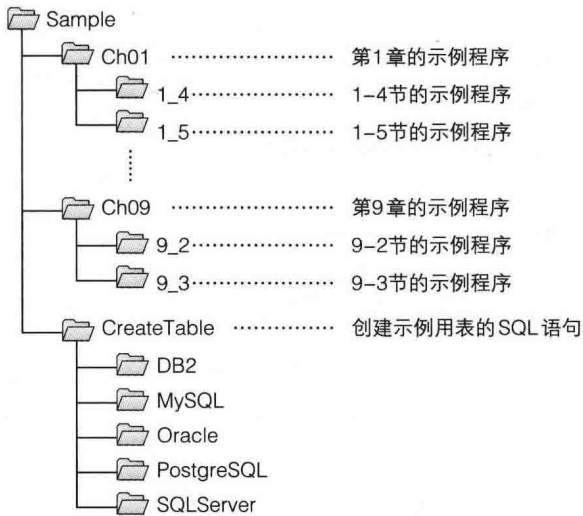 Sample
Ch01 ………………… 第1章的示例程序
1_4………………… 1-4节的示例程序
1_5………………… 1-5节的示例程序
Ch09 ………………… 第9章的示例程序
9_2………………… 9-2节的示例程序
9_3………………… 9-3节的示例程序
CreateTable ………… 创建示例用表的SQL语句
DB2
MySQL
Oracle
PostgreSQL
SQLServer